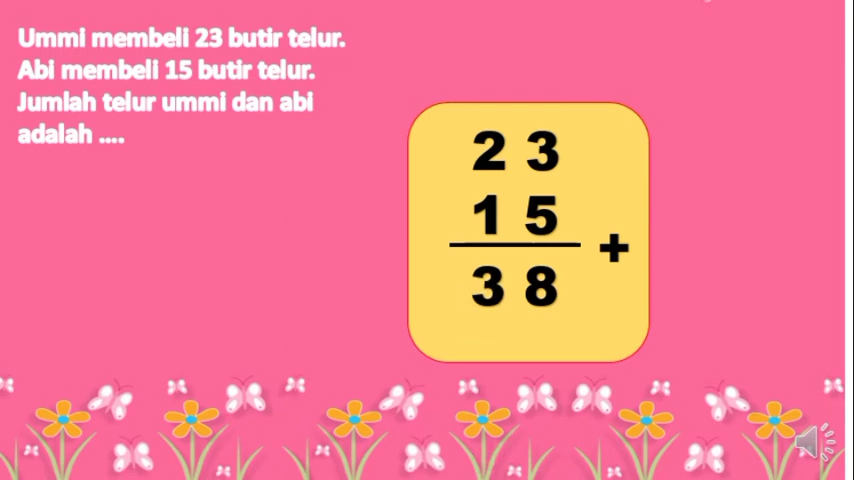 Ummi membeli 23 butir telur.
Abi membeli 15 butir telur.
Jumlah telur ummi dan abi
adalah ....
2 3
1 5
+
3 8